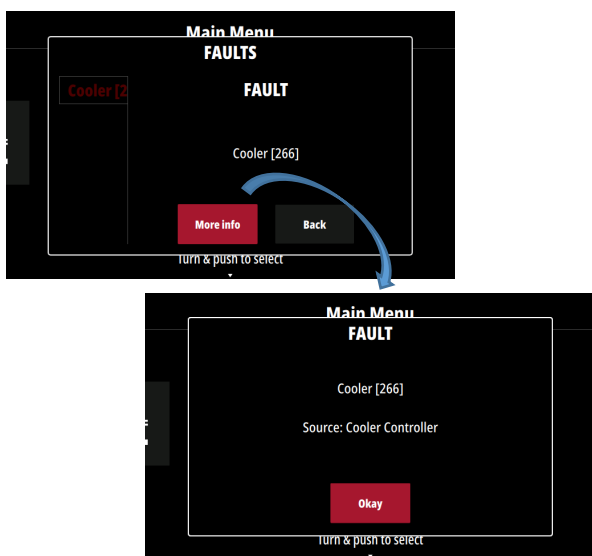 Main Menu
FAULTS
Cooler [2
FAULT
Cooler [266]
More info
Back
Turn & push to select
Main Menu
FAULT
Cooler [266]
Source: Cooler Controller
Okay
Turn & push to select